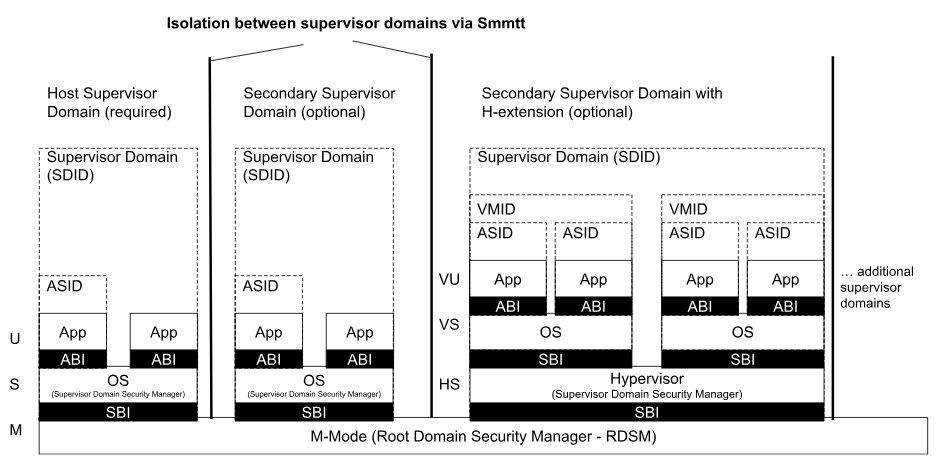 Isolation between supervisor domains via Smmtt
Host Supervisor
Domain (required)
Secondary Supervisor
Domain (optional)
Secondary Supervisor Domain with
H-extension (optional)
Supervisor Domain
(SDID)
Supervisor Domain
(SDID)
Supervisor Domain (SDID)
VMID
VMID
ASID
ASID
ASID
ASID
VU
App
App
App
App
... additional
supervisor
domains
ASID
ASID
ABI
ABI
ABI
ABI
VS
OS
OS
U
App
App
App
App
ABI
ABI
ABI
ABI
SBI
SBI
S
OS
(Supervisor Domain Security Manager)
OS
(Supervisor Domain Security Manager)
HS
Hypervisor
(Supervisor Domain Security Manager)
SBI
SBI
SBI
M
M-Mode (Root Domain Security Manager - RDSM)